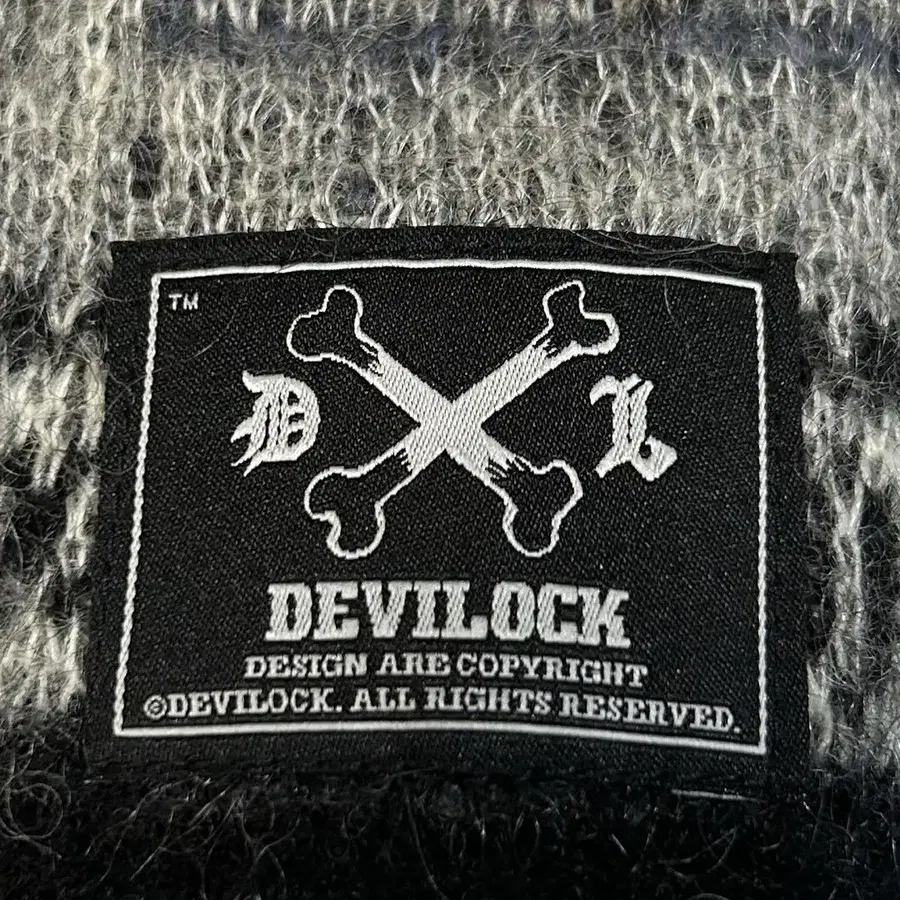 TM
D L
DEVILOCK
DESIGN ARE COPYRIGHT
©DEVILOCK. ALL RIGHTS RESERVED.